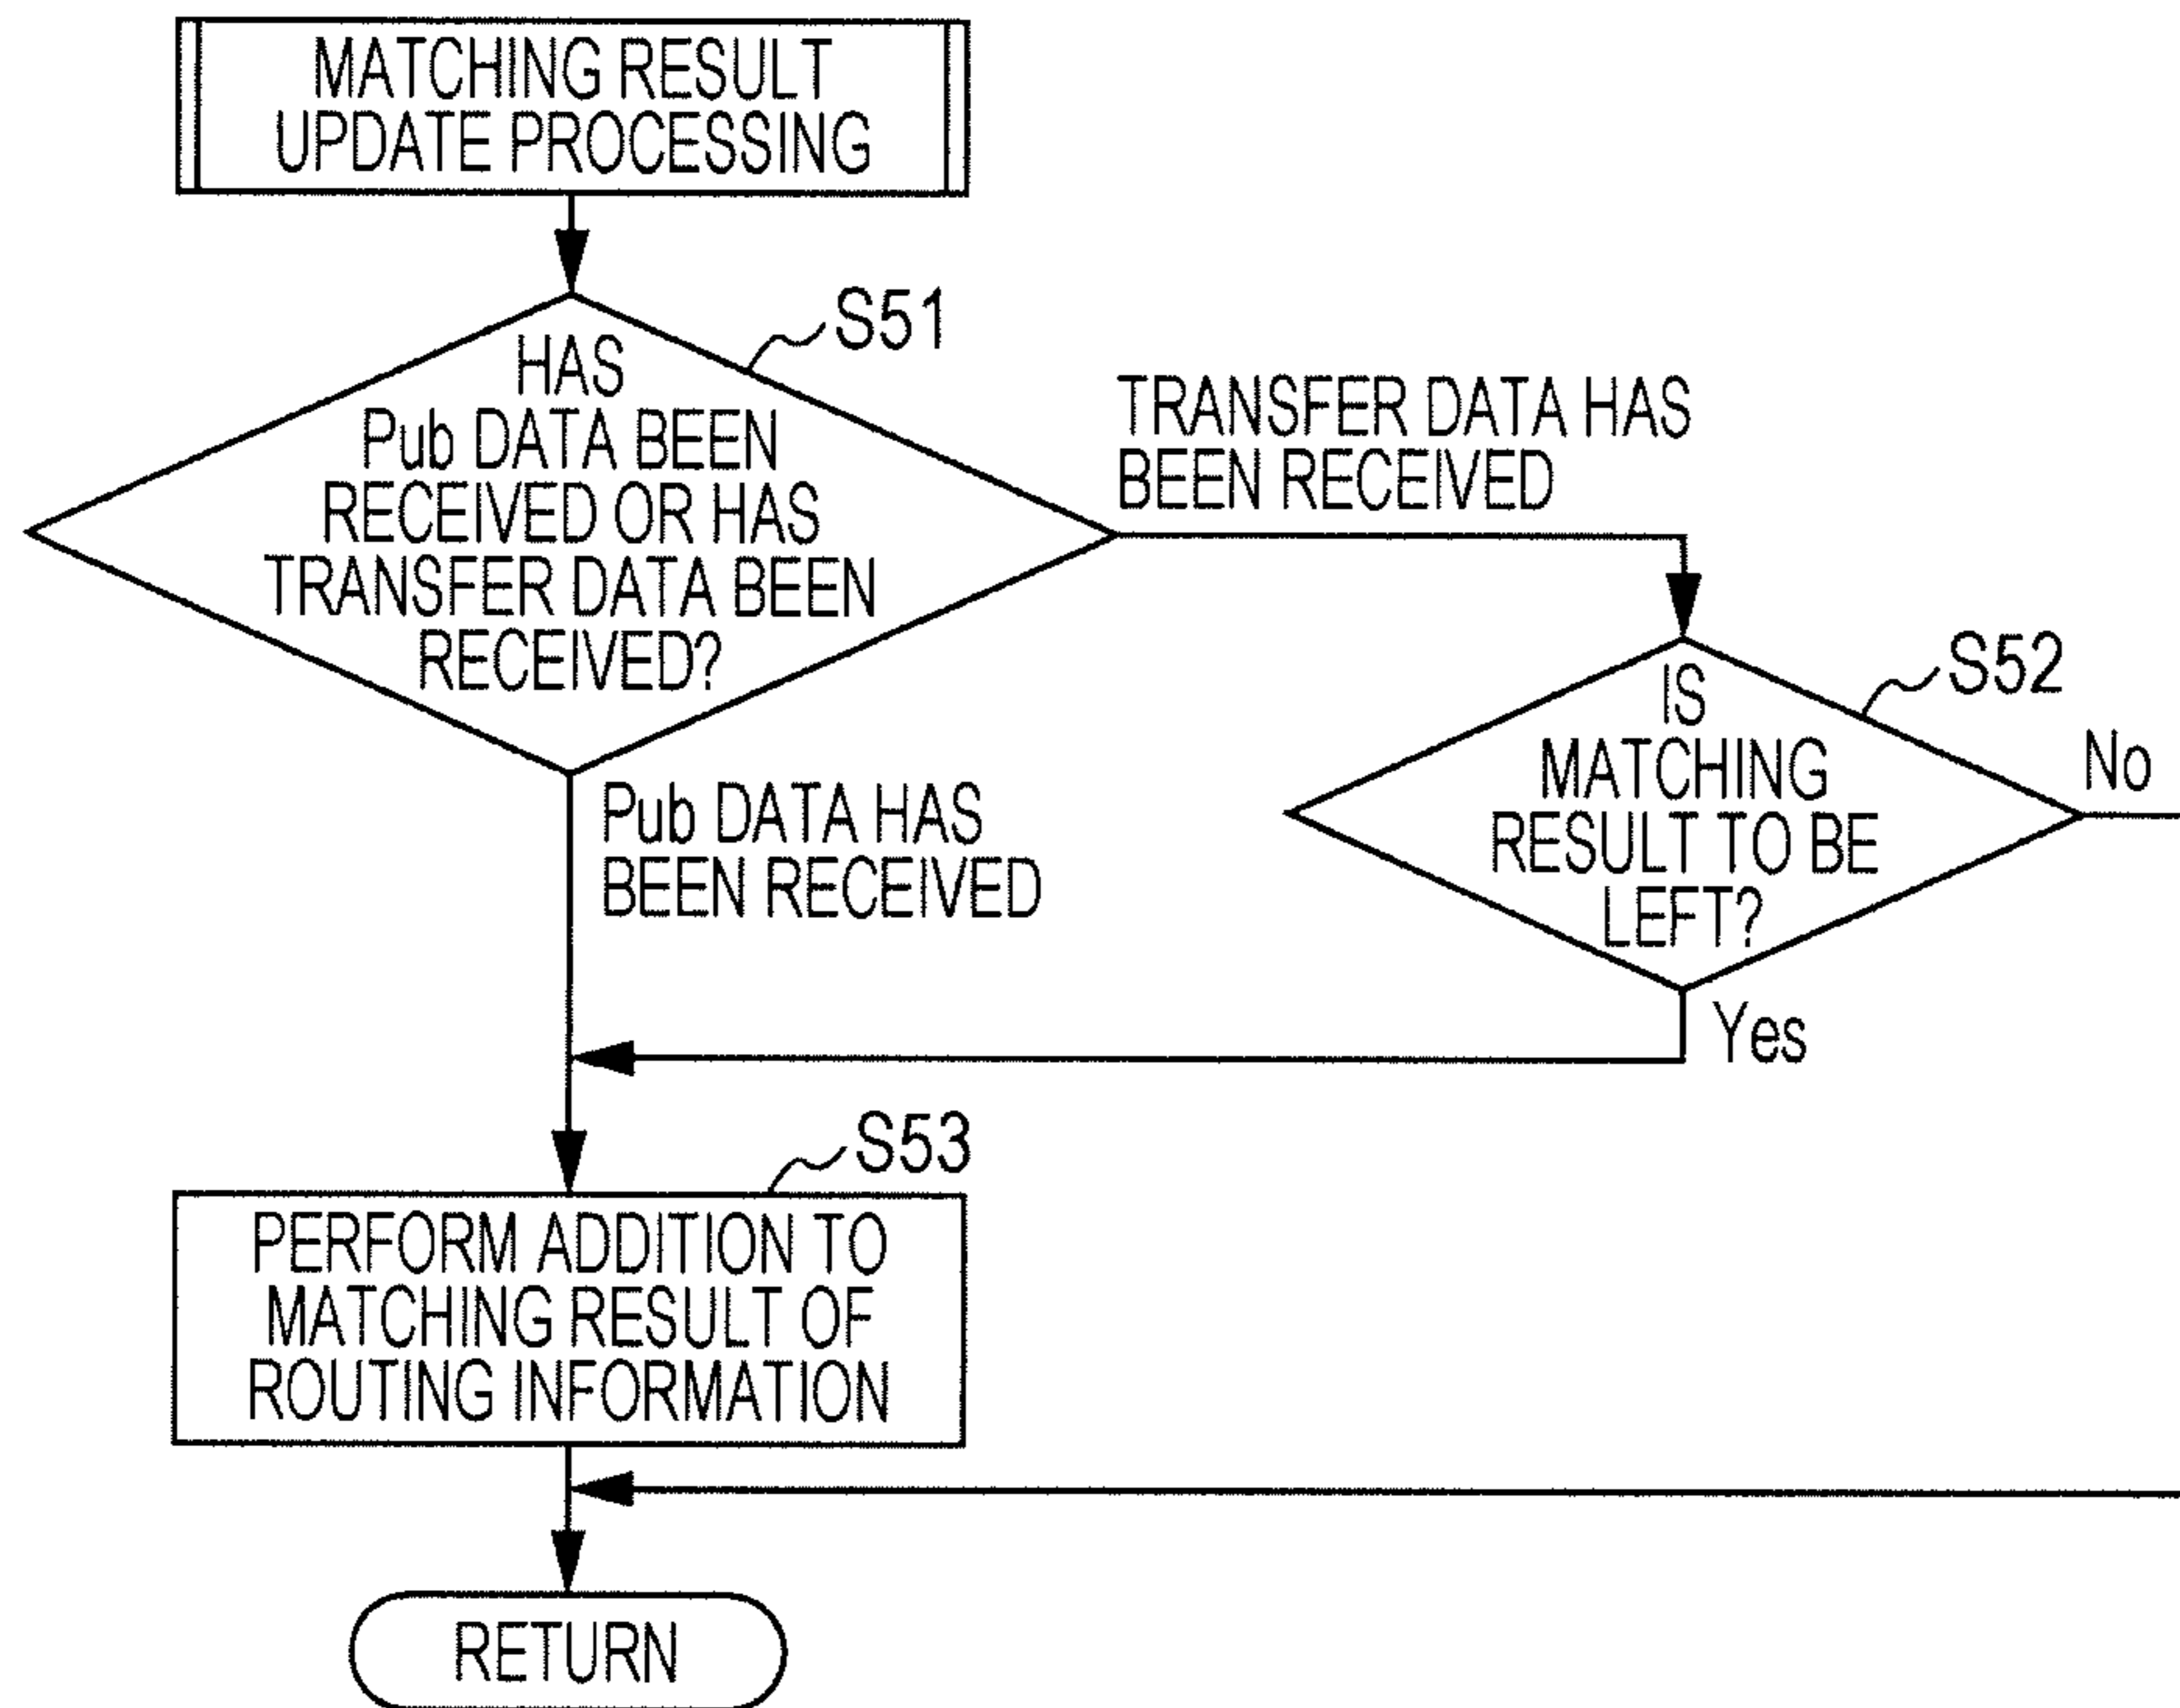 MATCHING RESULT
UPDATE PROCESSING
S51
HAS
Pub DATA BEEN
RECEIVED OR HAS
TRANSFER DATA BEEN
RECEIVED?
TRANSFER DATA HAS
BEEN RECEIVED
S52
IS
MATCHING
RESULT TO BE
LEFT?
No
Pub DATA HAS
BEEN RECEIVED
Yes
S53
PERFORM ADDITION TO
MATCHING RESULT OF
ROUTING INFORMATION
RETURN